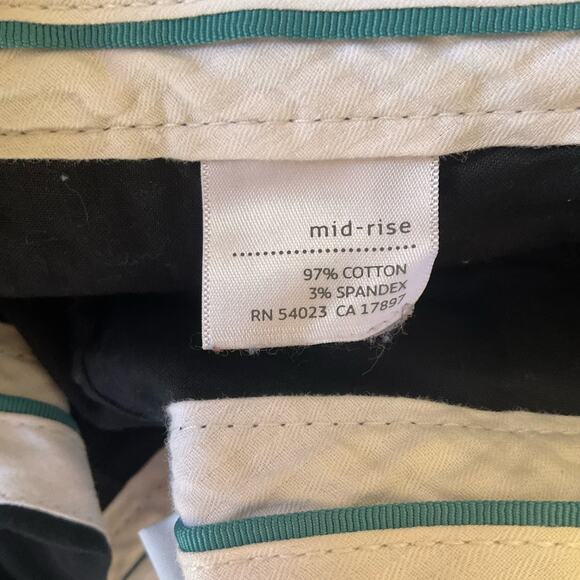 mid-rise
97% COTTON
3% SPANDEX
RN 54023 CA 17897